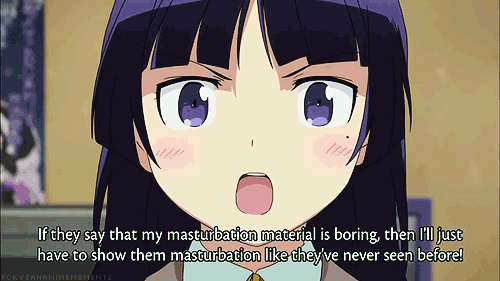 If they say that my masturbation material is boring, then I'll just
have to show them masturbation like they've never seen before!
FCKYEAHANIMEMOMENTS